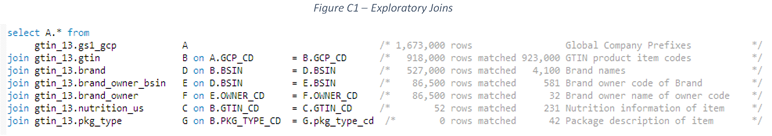 Figure C1 – Exploratory Joins
select A.* from
gtin_13.gs1_gcp A /* 1,673,000 rows Global Company Prefixes */
join gtin_13.gtin B on A.GCP_CD = B.GCP_CD /* 918,000 rows matched 923,000 GTIN product item codes */
join gtin_13.brand D on B.BSIN = D.BSIN /* 527,000 rows matched 4,100 Brand names */
join gtin_13.brand_owner_bsin E on D.BSIN = E.BSIN /* 86,500 rows matched 581 Brand owner code of Brand */
join gtin_13.brand_owner F on E.OWNER_CD = F.OWNER_CD /* 86,500 rows matched 32 Brand owner name of owner code */
join gtin_13.nutrition_us C on B.GTIN_CD = C.GTIN_CD /* 52 rows matched 231 Nutrition information of item */
join gtin_13.pkg_type G on B.PKG_TYPE_CD = G.pkg_type_cd /* 0 rows matched 42 Package description of item */